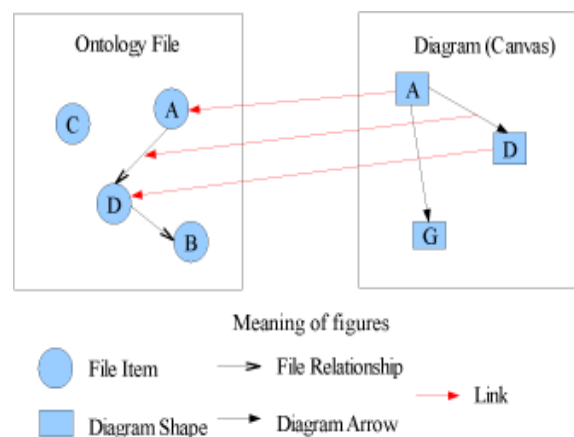 Ontology File
Diagram (Canvas)
A
C
D
B
A
D
G
Meaning of figures
File Item
File Relationship
Link
Diagram Shape
Diagram Arrow